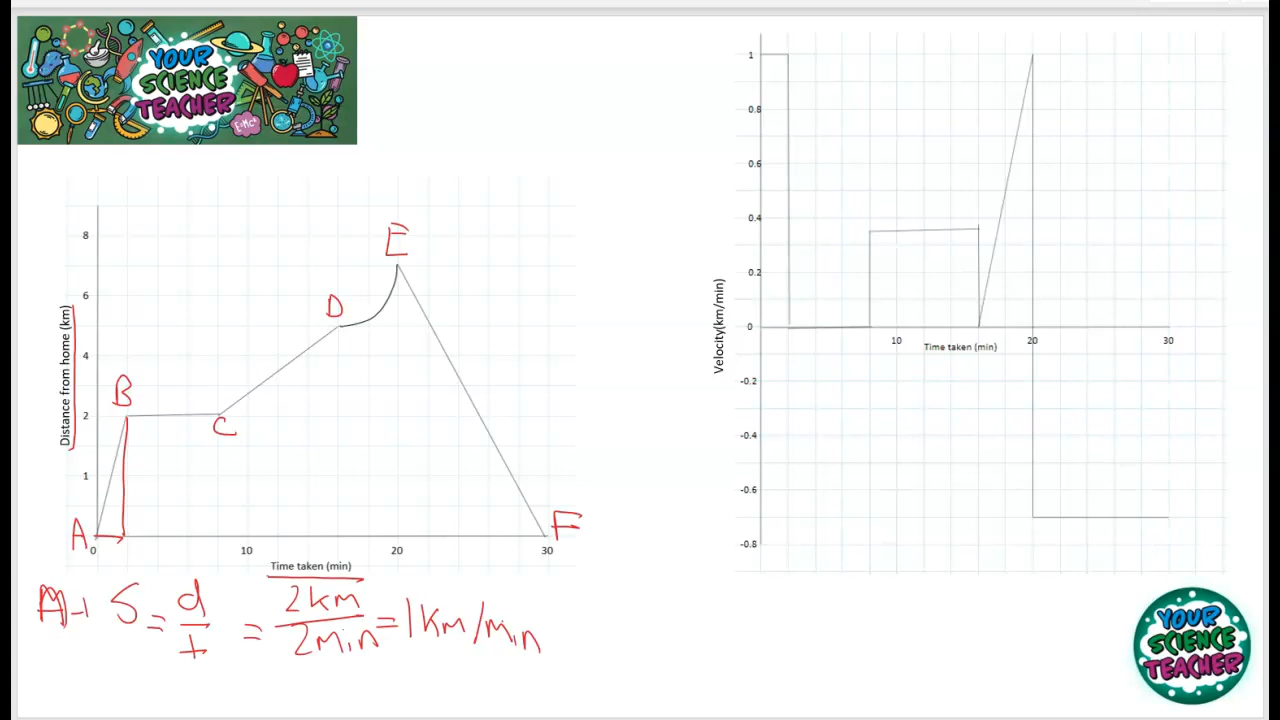 YOUR
SCIENCE
TEACHER
E=MC²
Distance from home (km)
8
6
4
2
1
0
10
20
30
Time taken (min)
A
B
C
D
E
F
S = d/t = 2km/2min = 1km/min
Velocity(km/min)
1
0.8
0.6
0.4
0.2
0
-0.2
-0.4
-0.6
-0.8
10
20
30
Time taken (min)
YOUR
SCIENCE
TEACHER